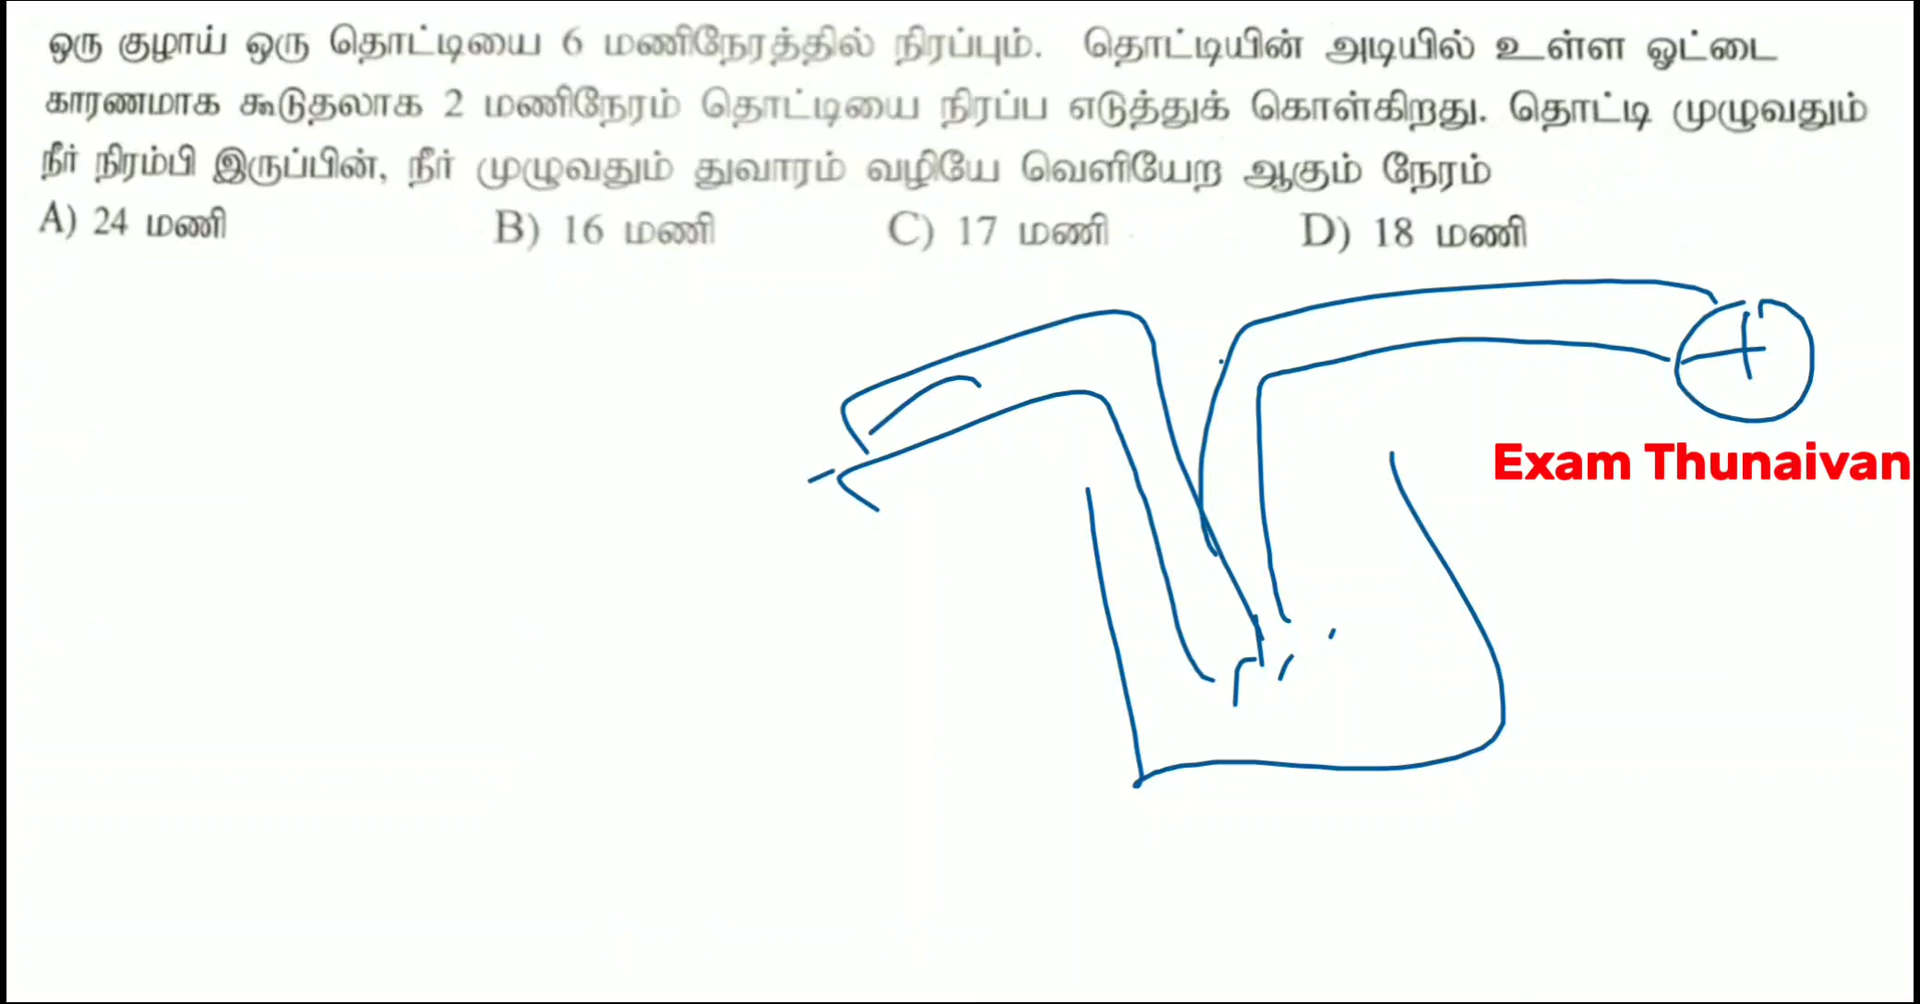 ஒரு குழாய் ஒரு தொட்டியை 6 மணிநேரத்தில் நிரப்பும். தொட்டியின் அடியில் உள்ள ஓட்டை
காரணமாக கூடுதலாக 2 மணிநேரம் தொட்டியை நிரப்ப எடுத்துக் கொள்கிறது. தொட்டி முழுவதும்
நீர் நிரம்பி இருப்பின், நீர் முழுவதும் துவாரம் வழியே வெளியேற ஆகும் நேரம்
A) 24 மணி B) 16 மணி C) 17 மணி D) 18 மணி
+
Exam Thunaivan